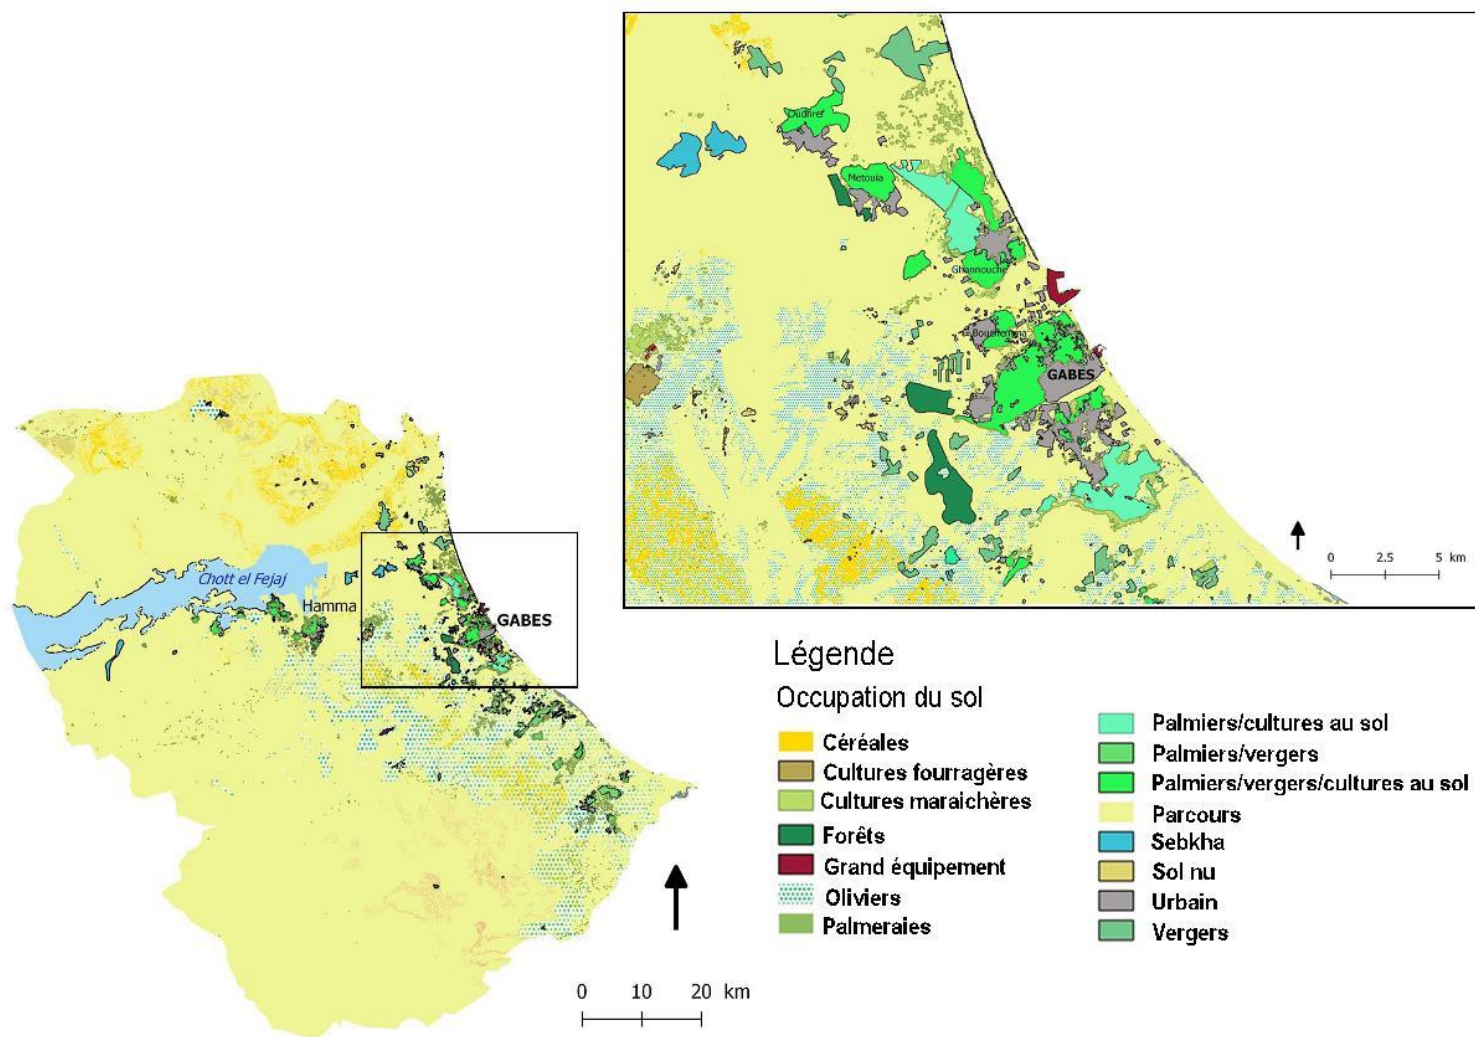 Oudhref
Metouia
Ghannouche
Bouchemma
GABES
0 2.5 5 km
Chott el Fejaj
Hamma
GABES
0 10 20 km
Légende
Occupation du sol
Céréales
Cultures fourragères
Cultures maraichères
Forêts
Grand équipement
Oliviers
Palmeraies
Palmiers/cultures au sol
Palmiers/vergers
Palmiers/vergers/cultures au sol
Parcours
Sebkha
Sol nu
Urbain
Vergers